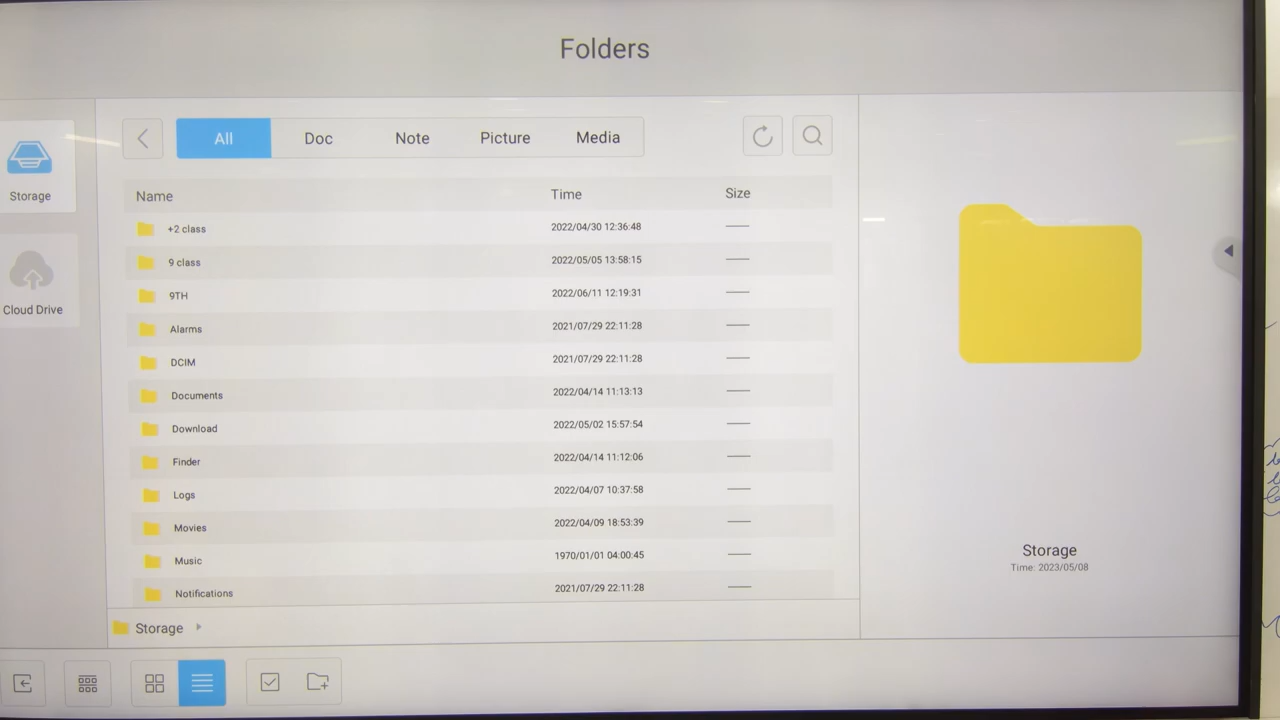 Folders
Storage
Cloud Drive
All Doc Note Picture Media
Name Time Size
+2 class 2022/04/30 12:36:48
9 class 2022/05/05 13:58:15
9TH 2022/06/11 12:19:31
Alarms 2021/07/29 22:11:28
DCIM 2021/07/29 22:11:28
Documents 2022/04/14 11:13:13
Download 2022/05/02 15:57:54
Finder 2022/04/14 11:12:06
Logs 2022/04/07 10:37:58
Movies 2022/04/09 18:53:39
Music 1970/01/01 04:00:45
Notifications 2021/07/29 22:11:28
Storage
Storage
Time: 2023/05/08